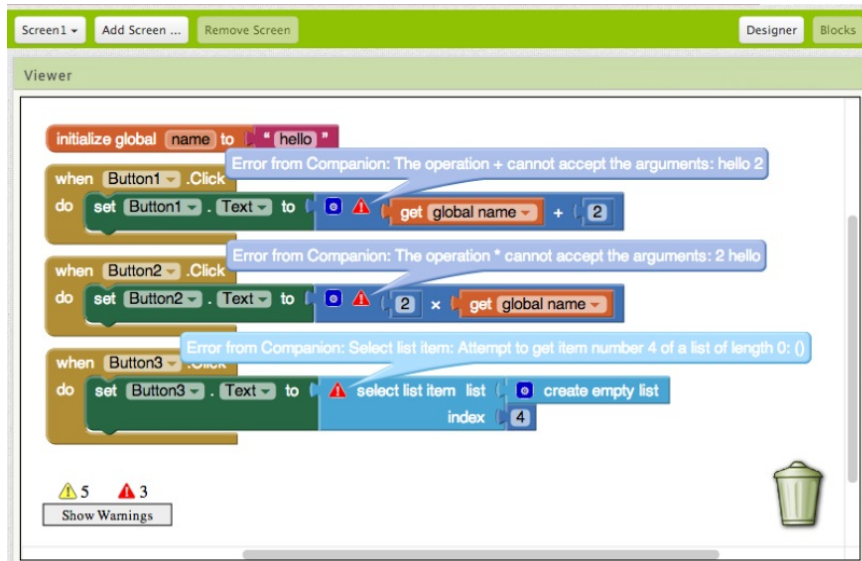 Screen1 Add Screen ... Remove Screen Designer Blocks
Viewer
initialize global name to " hello "
Error from Companion: The operation + cannot accept the arguments: hello 2
when Button1 .Click
do set Button1 . Text to get global name + 2
Error from Companion: The operation * cannot accept the arguments: 2 hello
when Button2 .Click
do set Button2 . Text to 2 × get global name
Error from Companion: Select list item: Attempt to get item number 4 of a list of length 0: ()
when Button3 .Click
do set Button3 . Text to select list item list create empty list
index 4
5 3
Show Warnings